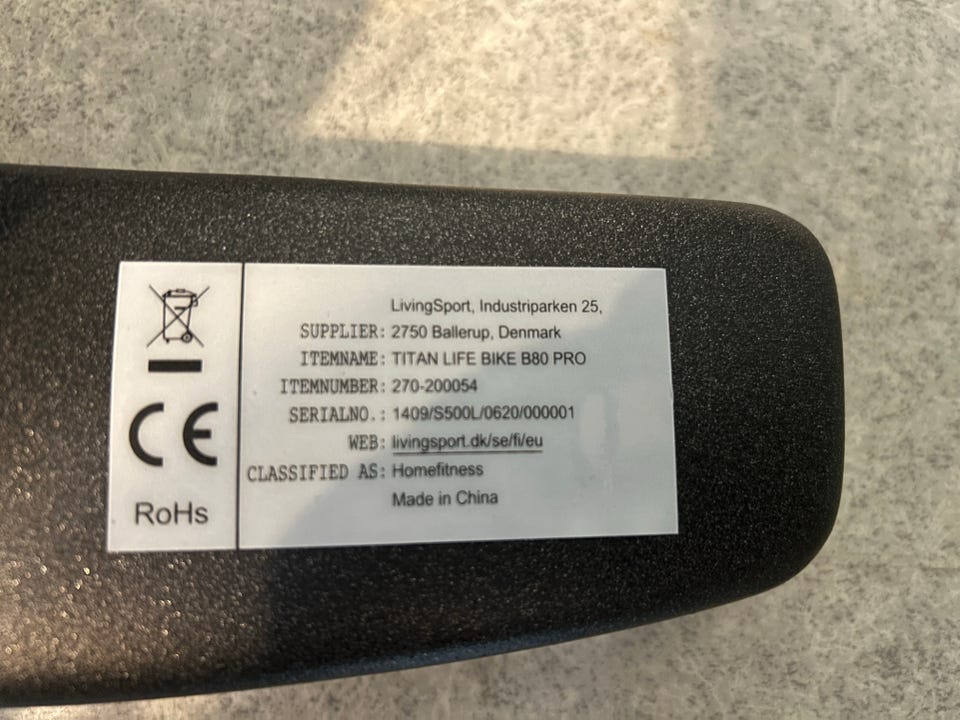 LivingSport, Industriparken 25,
SUPPLIER: 2750 Ballerup, Denmark
ITEMNAME: TITAN LIFE BIKE B80 PRO
ITEMNUMBER: 270-200054
SERIALNO.: 1409/S500L/0620/000001
WEB: livingsport.dk/se/fi/eu
CLASSIFIED AS: Homefitness
Made in China
CE
RoHs